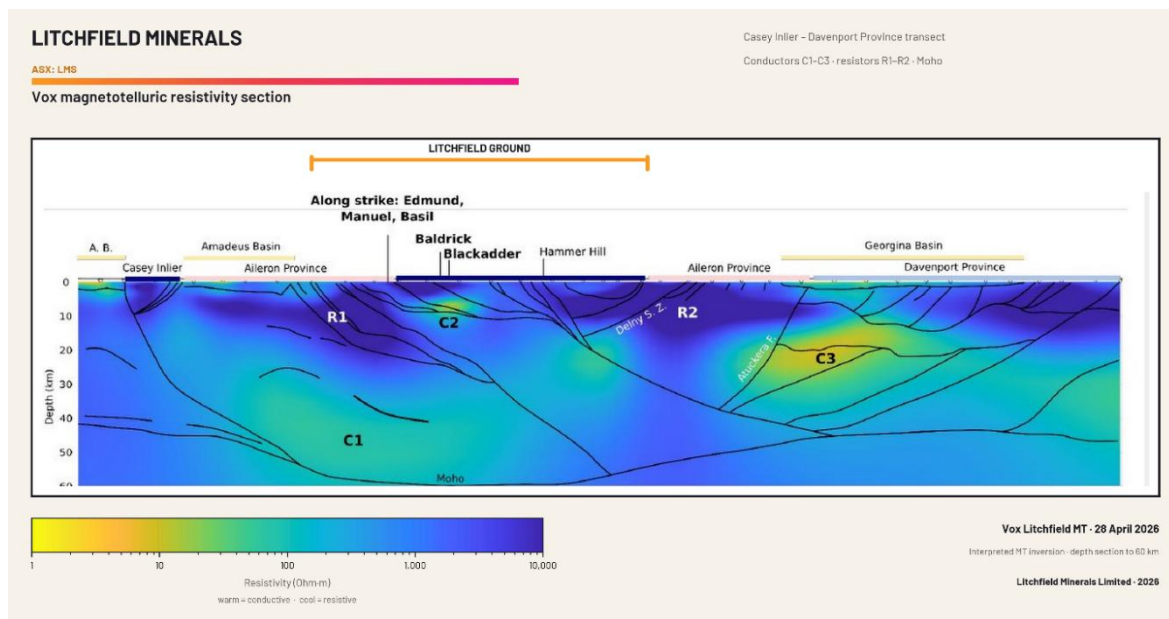 LITCHFIELD MINERALS
ASX: LMS
Vox magnetotelluric resistivity section
Casey Inlier – Davenport Province transect
Conductors C1–C3 · resistors R1–R2 · Moho
LITCHFIELD GROUND
Along strike: Edmund,
Manuel, Basil
Baldrick
Blackadder
Hammer Hill
A. B.
Amadeus Basin
Georgina Basin
Casey Inlier
Aileron Province
Aileron Province
Davenport Province
0
10
20
30
40
50
60
Depth (km)
R1
C2
Delny S. Z.
R2
Atuckera F.
C3
C1
Moho
1
10
100
1,000
10,000
Resistivity (Ohm·m)
warm = conductive · cool = resistive
Vox Litchfield MT · 28 April 2026
Interpreted MT inversion · depth section to 60 km
Litchfield Minerals Limited · 2026